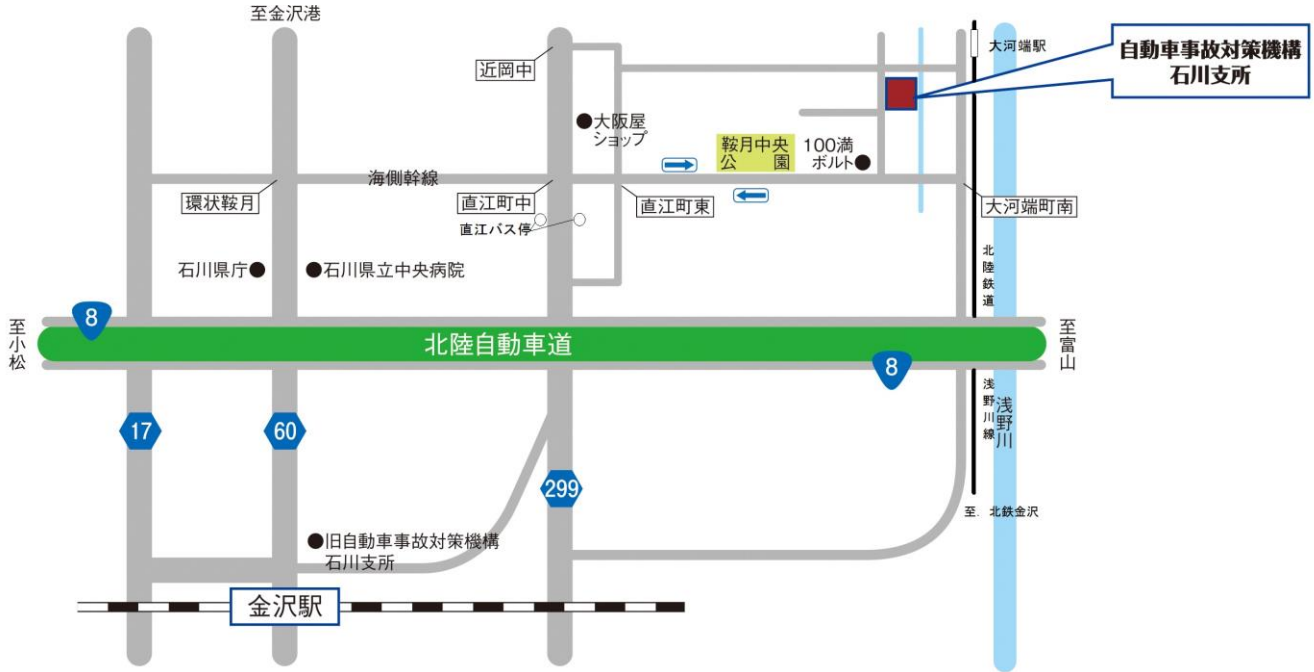 至金沢港
近岡中
大河端駅
自動車事故対策機構
石川支所
●大阪屋
ショップ
鞍月中央
公園
100満
ボルト●
海側幹線
環状鞍月
直江町中
直江町東
大河端町南
直江バス停
石川県庁●
●石川県立中央病院
北陸鉄道
至小松
8
北陸自動車道
至富山
8
浅野川線
浅野川
17
60
299
至.北鉄金沢
●旧自動車事故対策機構
石川支所
金沢駅